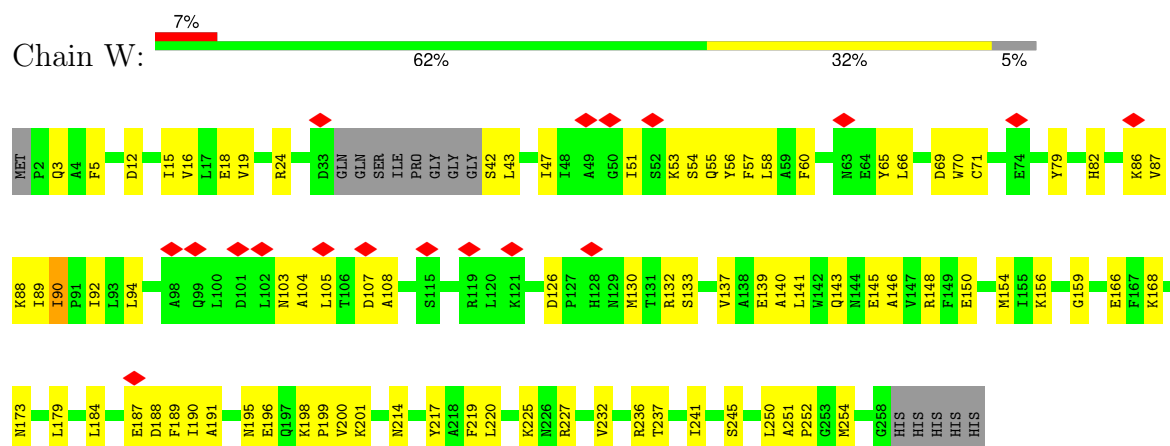 7%
Chain W:
62% 32% 5%
MET P2 Q3 A4 F5 D12 I15 V16 L17 E18 V19 R24 D33 GLN GLN SER ILE PRO GLY GLY GLY S42 L43 I47 I48 A49 G50 I51 S52 K53 S54 Q55 Y56 F57 L58 A59 F60 N63 E64 Y65 L66 D69 W70 C71 E74 Y79 H82 K86 V87
K88 I89 I90 P91 I92 L93 L94 A98 Q99 L100 D101 L102 N103 A104 L105 T106 D107 A108 S115 R119 L120 K121 D126 P127 H128 N129 M130 T131 R132 S133 V137 A138 E139 A140 L141 W142 Q143 N144 E145 A146 V147 R148 F149 E150 M154 I155 K156 G159 E166 F167 K168
N173 L179 L184 E187 D188 F189 I190 A191 N195 E196 Q197 K198 P199 V200 K201 N214 Y217 A218 F219 L220 K225 N226 R227 V232 R236 T237 I241 S245 L250 A251 P252 G253 M254 G258 HIS HIS HIS HIS HIS